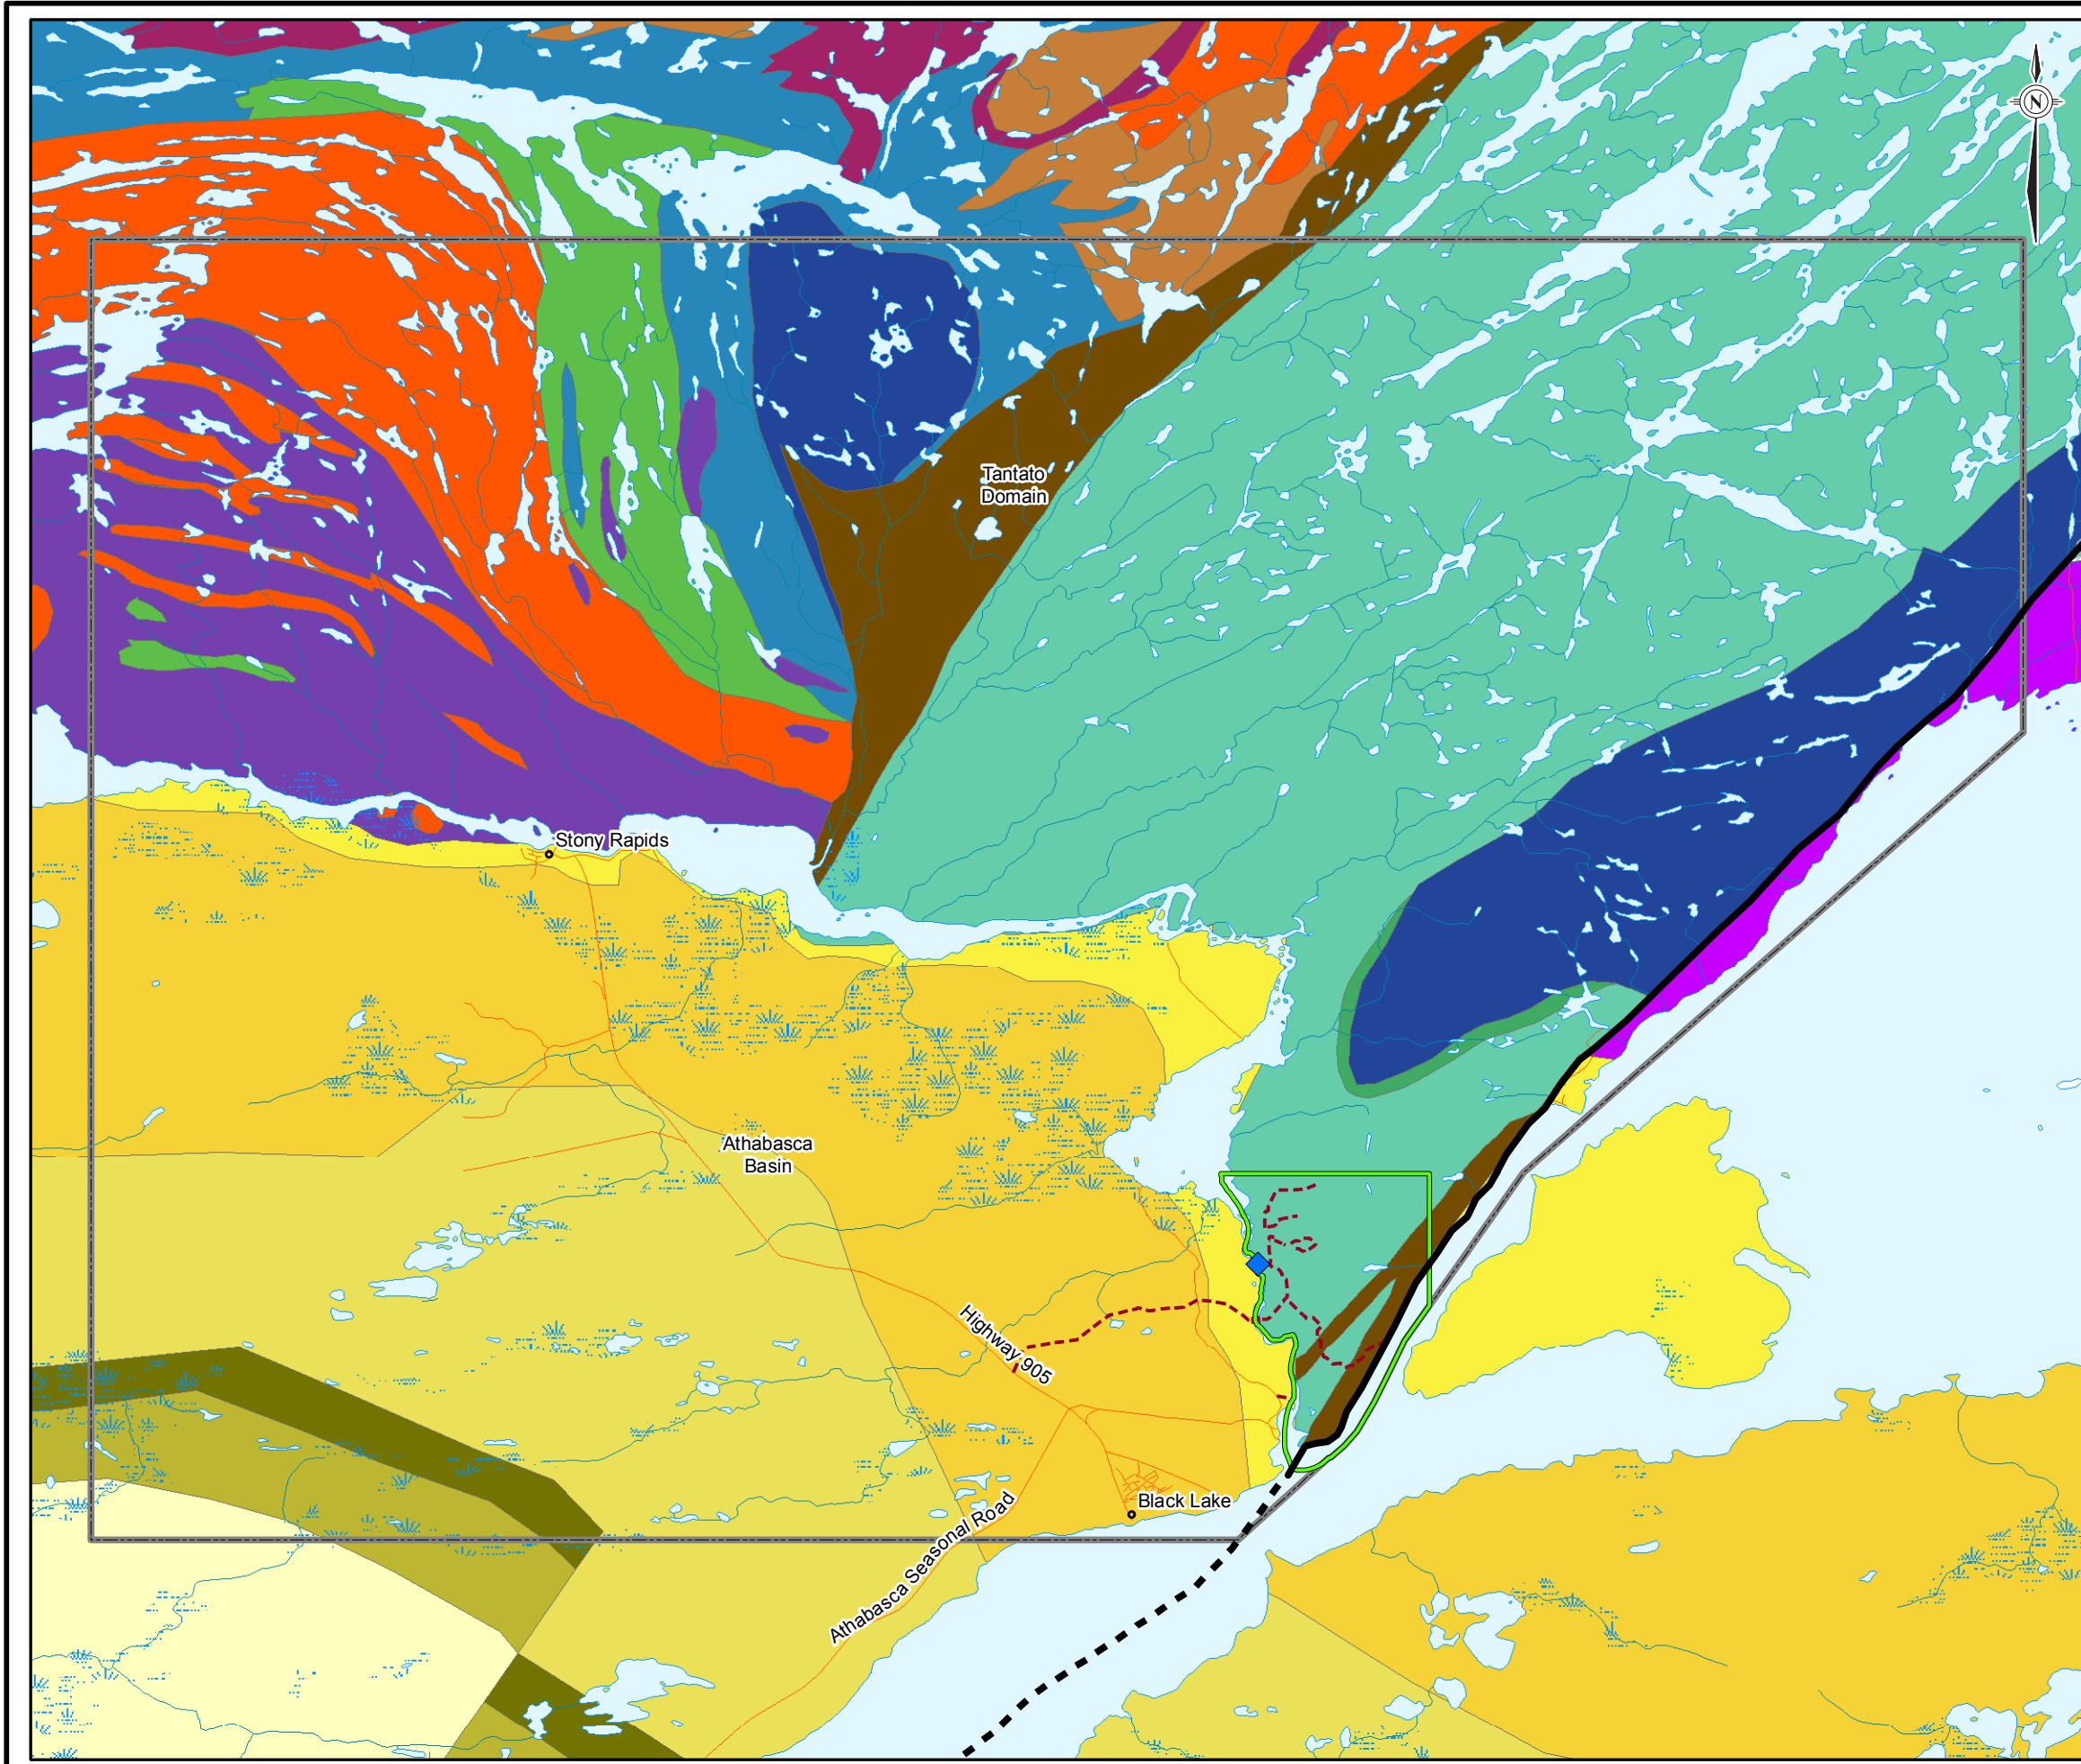 N
Tantato
Domain
Stony Rapids
Athabasca
Basin
Highway 905
Black Lake
Athabasca Seasonal Road